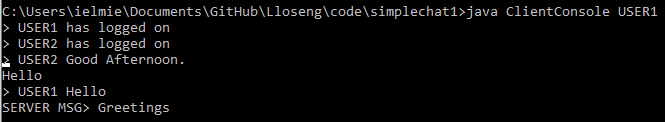 C:\Users\ielmie\Documents\GitHub\Lloseng\code\simplechat1>java ClientConsole USER1
> USER1 has logged on
> USER2 has logged on
> USER2 Good Afternoon.
Hello
> USER1 Hello
SERVER MSG> Greetings